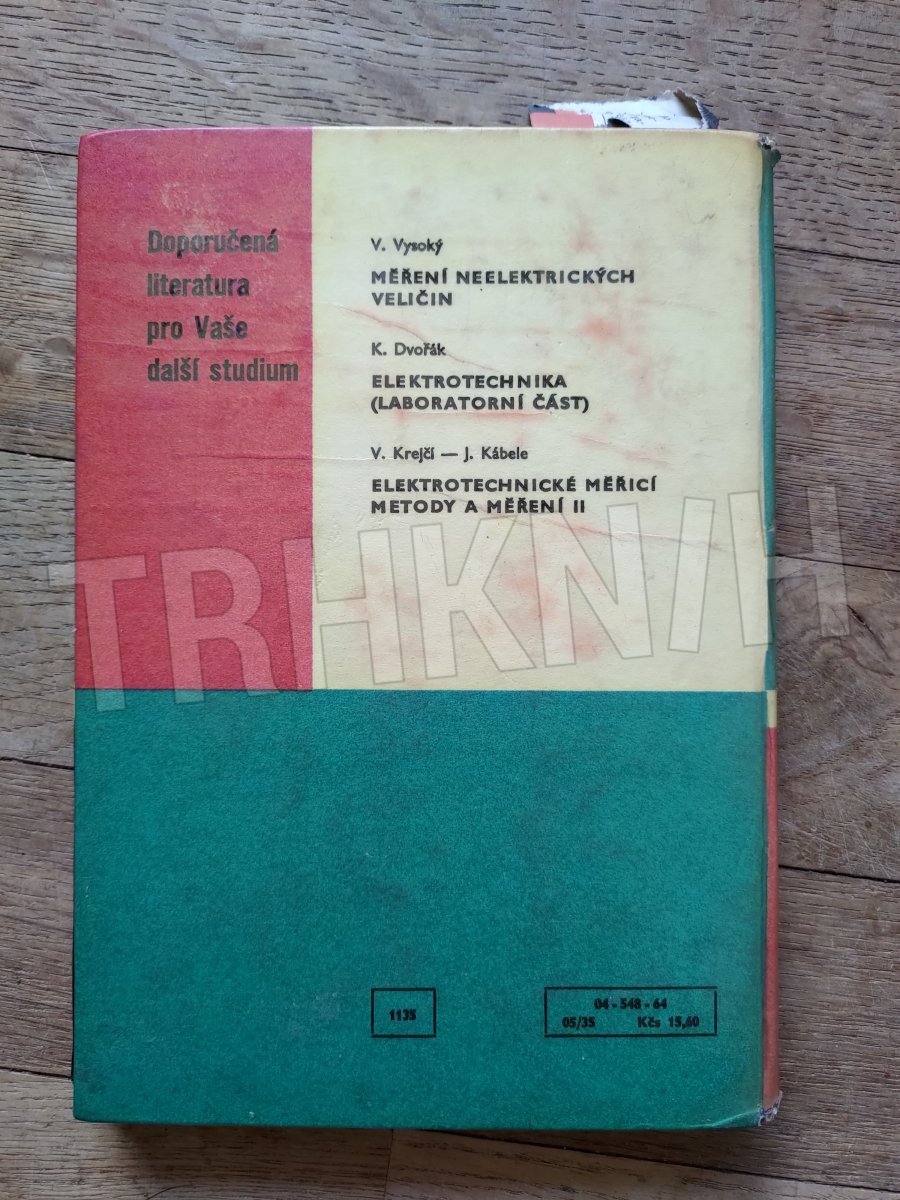 Doporučená
literatura
pro Vaše
další studium
V. Vysoký
MĚŘENÍ NEELEKTRICKÝCH
VELIČIN
K. Dvořák
ELEKTROTECHNIKA
(LABORATORNÍ ČÁST)
V. Krejčí — J. Kábele
ELEKTROTECHNICKÉ MĚŘICÍ
METODY A MĚŘENÍ II
TRHKNIH
1135
04 - 548 - 64
05/35 Kčs 15,60